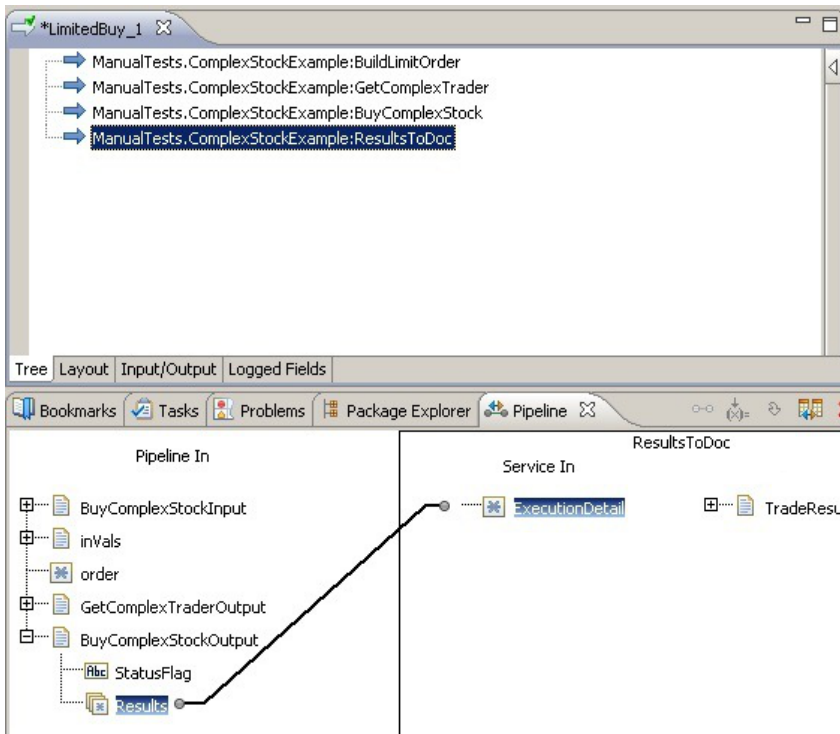 *LimitedBuy_1
ManualTests.ComplexStockExample:BuildLimitOrder
ManualTests.ComplexStockExample:GetComplexTrader
ManualTests.ComplexStockExample:BuyComplexStock
ManualTests.ComplexStockExample:ResultsToDoc
Tree Layout Input/Output Logged Fields
Bookmarks Tasks Problems Package Explorer Pipeline (x)=
ResultsToDoc
Pipeline In
Service In
BuyComplexStockInput
ExecutionDetail
TradeResu
inVals
order
GetComplexTraderOutput
BuyComplexStockOutput
Abc StatusFlag
Results